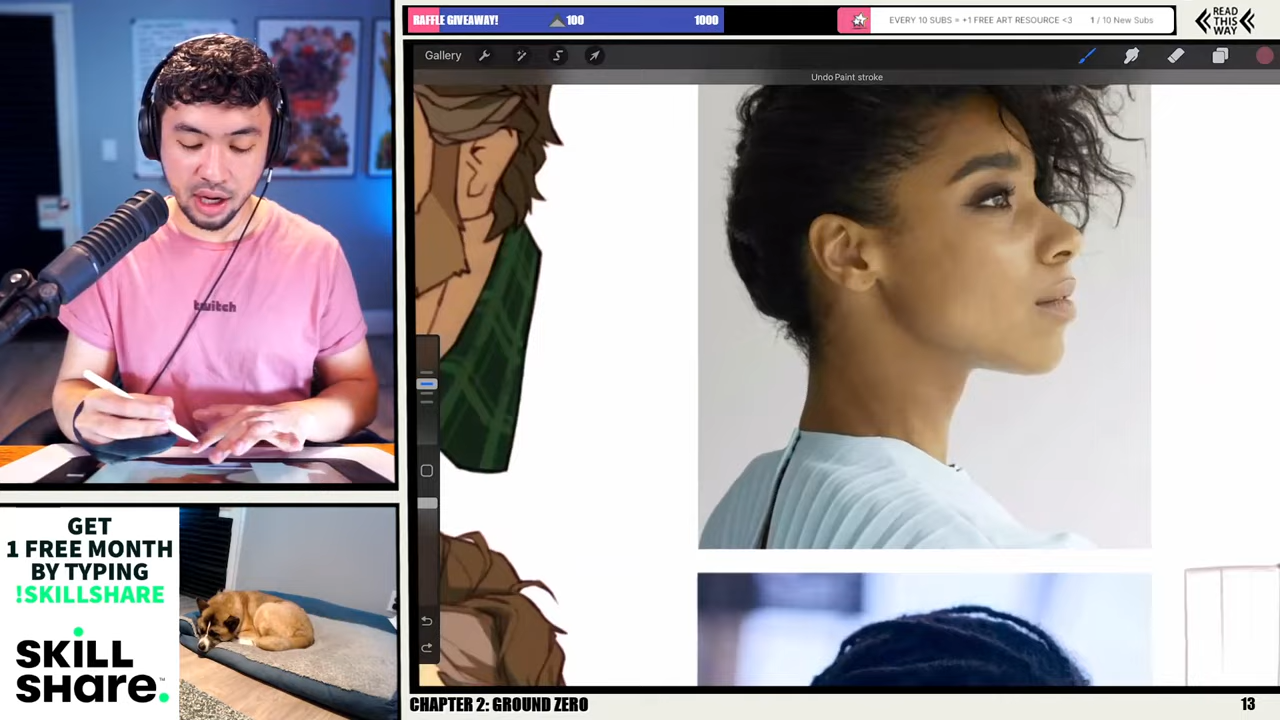 RAFFLE GIVEAWAY!
100
1000
EVERY 10 SUBS = +1 FREE ART RESOURCE <3
1 / 10 New Subs
READ
THIS
WAY
Gallery
Undo Paint stroke
twitch
GET
1 FREE MONTH
BY TYPING
!SKILLSHARE
SKILL
SHare.
CHAPTER 2: GROUND ZERO
13